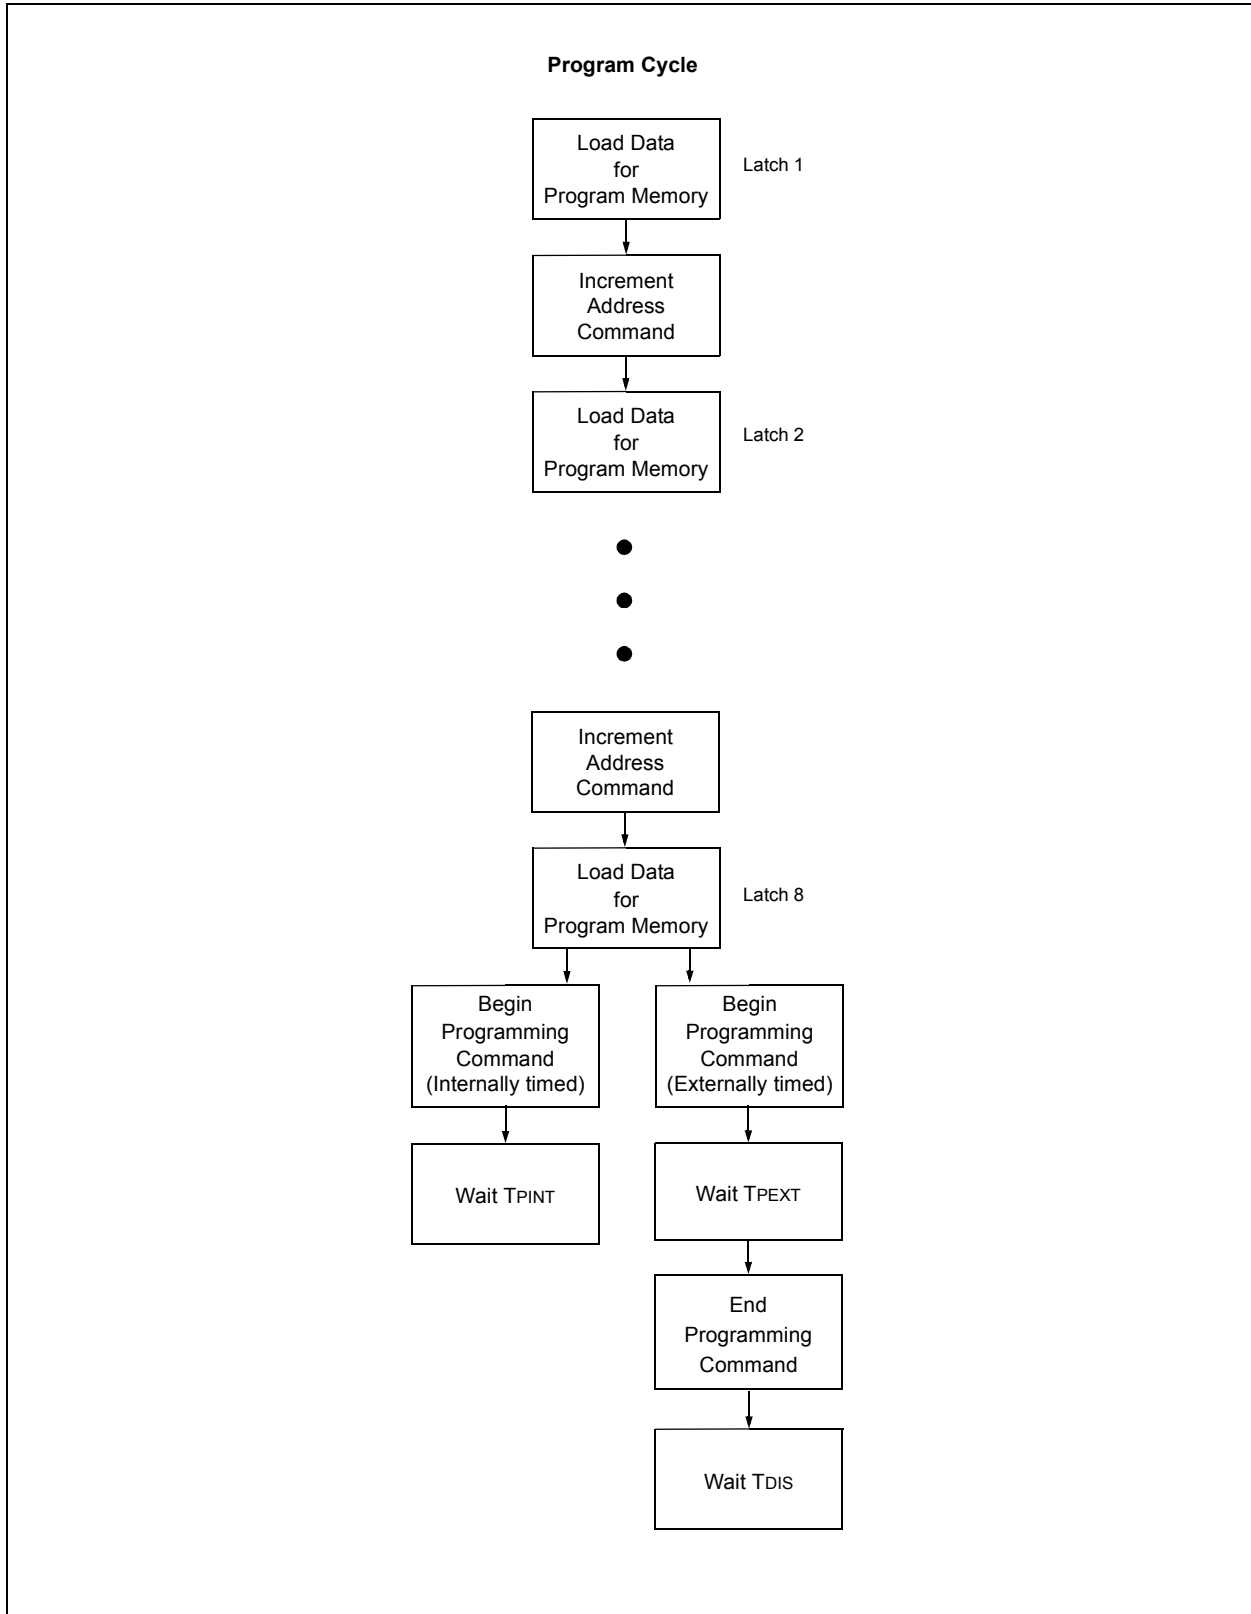 Program Cycle
Load Data
for
Program Memory
Latch 1
Increment
Address
Command
Load Data
for
Program Memory
Latch 2
Increment
Address
Command
Load Data
for
Program Memory
Latch 8
Begin
Programming
Command
(Internally timed)
Begin
Programming
Command
(Externally timed)
Wait TPINT
Wait TPEXT
End
Programming
Command
Wait TDIS